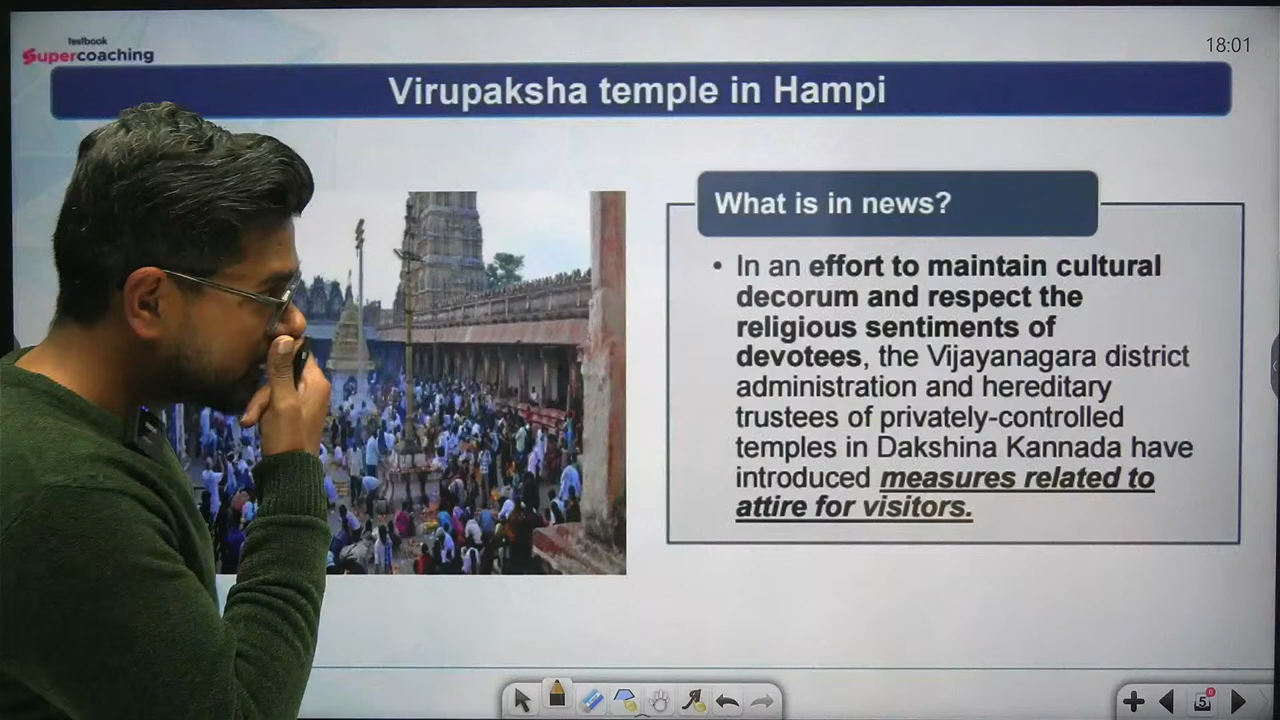 testbook
Supercoaching
18:01
Virupaksha temple in Hampi
What is in news?
• In an effort to maintain cultural
decorum and respect the
religious sentiments of
devotees, the Vijayanagara district
administration and hereditary
trustees of privately-controlled
temples in Dakshina Kannada have
introduced measures related to
attire for visitors.
5
0